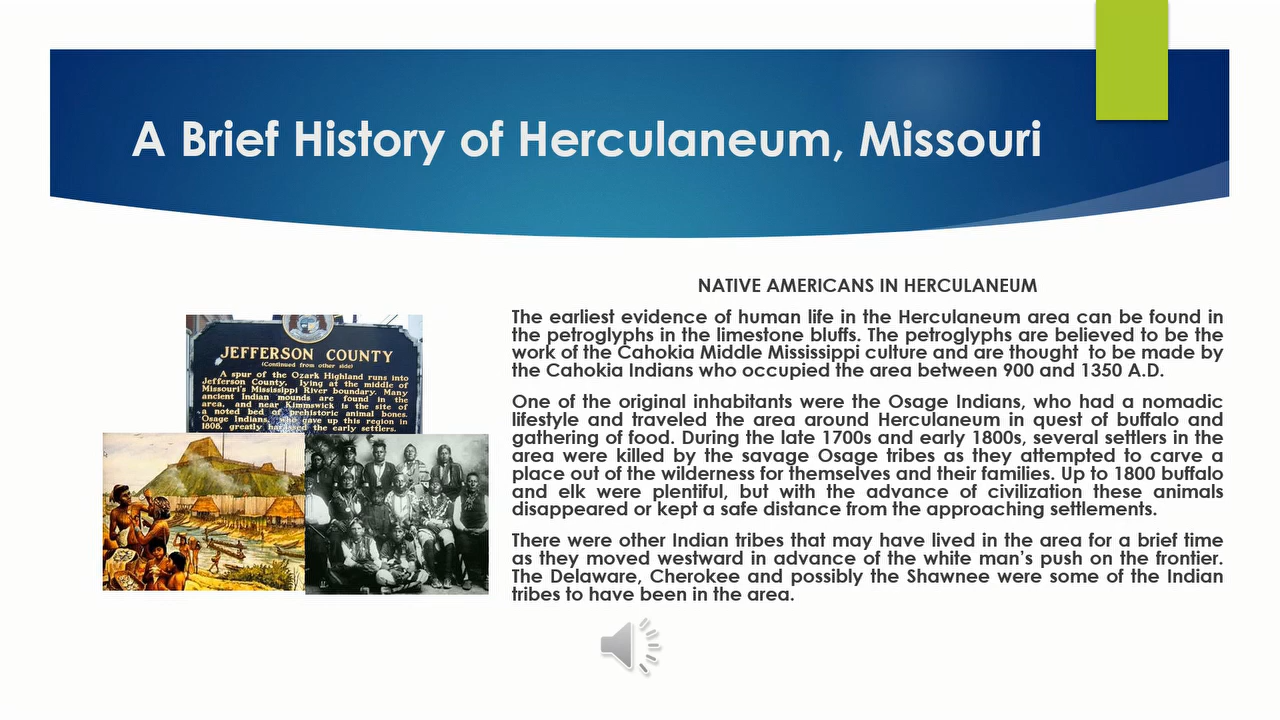 A Brief History of Herculaneum, Missouri
NATIVE AMERICANS IN HERCULANEUM
The earliest evidence of human life in the Herculaneum area can be found in
the petroglyphs in the limestone bluffs. The petroglyphs are believed to be the
work of the Cahokia Middle Mississippi culture and are thought to be made by
the Cahokia Indians who occupied the area between 900 and 1350 A.D.
One of the original inhabitants were the Osage Indians, who had a nomadic
lifestyle and traveled the area around Herculaneum in quest of buffalo and
gathering of food. During the late 1700s and early 1800s, several settlers in the
area were killed by the savage Osage tribes as they attempted to carve a
place out of the wilderness for themselves and their families. Up to 1800 buffalo
and elk were plentiful, but with the advance of civilization these animals
disappeared or kept a safe distance from the approaching settlements.
There were other Indian tribes that may have lived in the area for a brief time
as they moved westward in advance of the white man's push on the frontier.
The Delaware, Cherokee and possibly the Shawnee were some of the Indian
tribes to have been in the area.
JEFFERSON COUNTY
(Continued from other side)
A spur of the Ozark Highland runs into
Jefferson County, lying at the middle of
Missouri's Mississippi River boundary. Many
ancient Indian mounds are found in the
area, and near Kimmswick is the site of
a noted bed of prehistoric animal bones.
Osage Indians, who gave up this region in
1808, greatly harassed the early settlers.